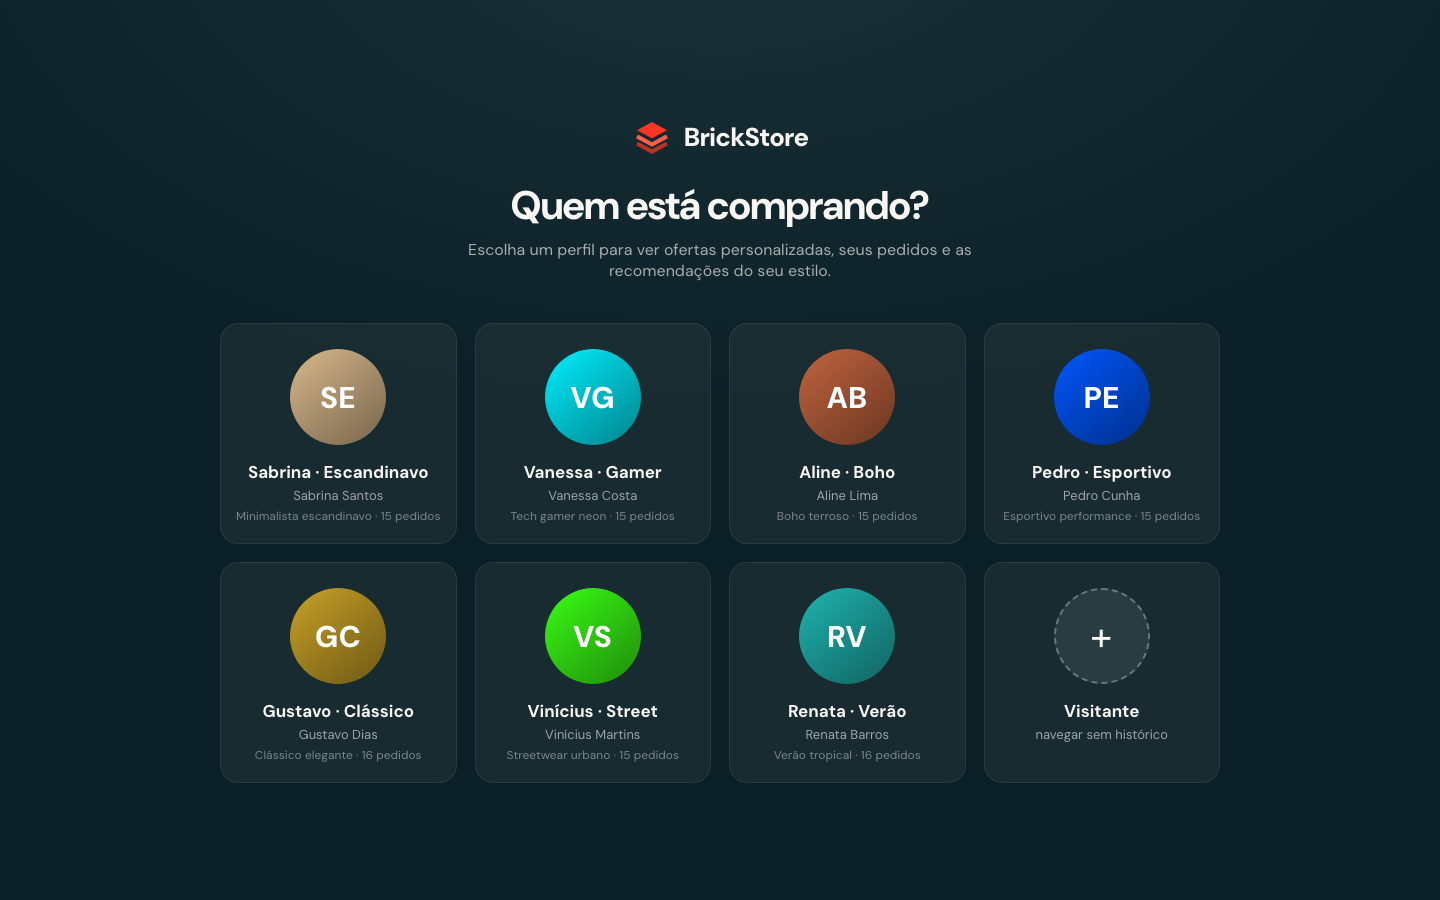 BrickStore
Quem está comprando?
Escolha um perfil para ver ofertas personalizadas, seus pedidos e as
recomendações do seu estilo.
SE
Sabrina · Escandinavo
Sabrina Santos
Minimalista escandinavo · 15 pedidos
VG
Vanessa · Gamer
Vanessa Costa
Tech gamer neon · 15 pedidos
AB
Aline · Boho
Aline Lima
Boho terroso · 15 pedidos
PE
Pedro · Esportivo
Pedro Cunha
Esportivo performance · 15 pedidos
GC
Gustavo · Clássico
Gustavo Dias
Clássico elegante · 16 pedidos
VS
Vinícius · Street
Vinícius Martins
Streetwear urbano · 15 pedidos
RV
Renata · Verão
Renata Barros
Verão tropical · 16 pedidos
+
Visitante
navegar sem histórico